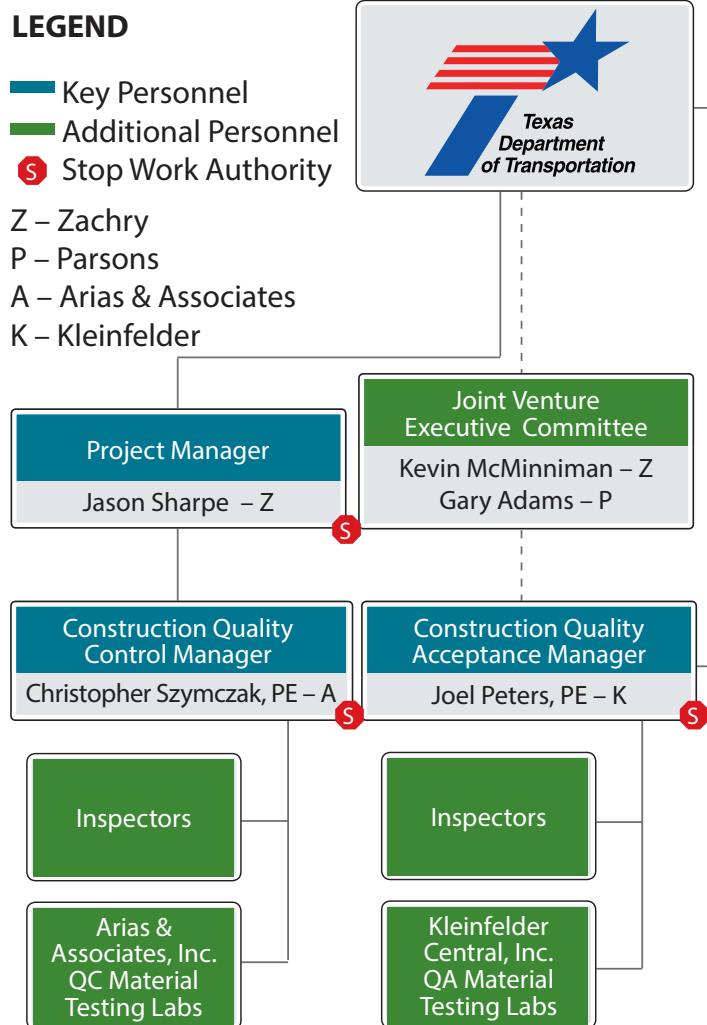 LEGEND
Key Personnel
Additional Personnel
S Stop Work Authority
Z – Zachry
P – Parsons
A – Arias & Associates
K – Kleinfelder
Texas
Department
of Transportation
Project Manager
Jason Sharpe – Z
S
Joint Venture
Executive Committee
Kevin McMinniman – Z
Gary Adams – P
Construction Quality
Control Manager
Christopher Szymczak, PE – A
S
Construction Quality
Acceptance Manager
Joel Peters, PE – K
S
Inspectors
Arias &
Associates, Inc.
QC Material
Testing Labs
Inspectors
Kleinfelder
Central, Inc.
QA Material
Testing Labs